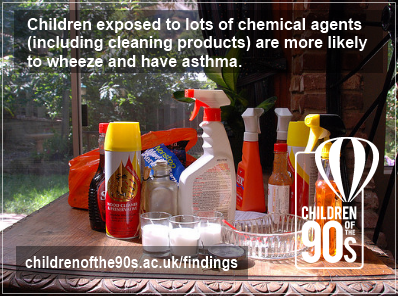 Children exposed to lots of chemical agents
(including cleaning products) are more likely
to wheeze and have asthma.
CHILDREN
OF THE
90s
childrenofthe90s.ac.uk/findings